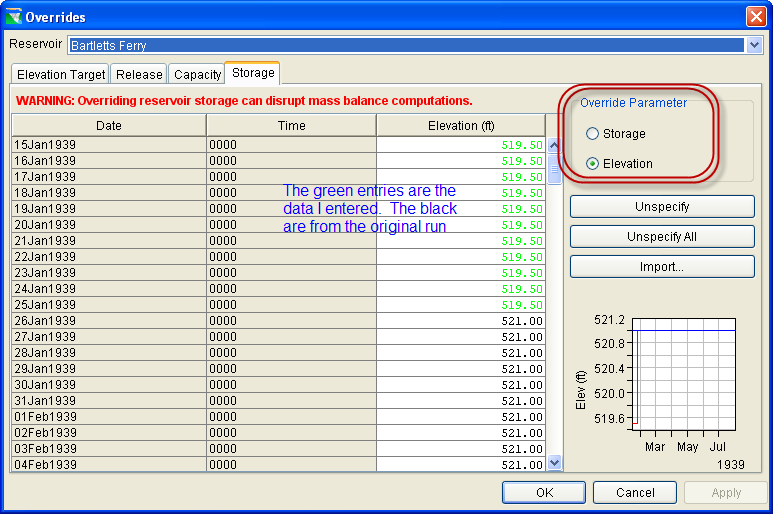 Overrides
Reservoir Bartletts Ferry
Elevation Target Release Capacity Storage
WARNING: Overriding reservoir storage can disrupt mass balance computations.
Date Time Elevation (ft)
15Jan1939 0000 519.50
16Jan1939 0000 519.50
17Jan1939 0000 519.50
18Jan1939 0000 519.50
19Jan1939 0000 519.50
20Jan1939 0000 519.50
21Jan1939 0000 519.50
22Jan1939 0000 519.50
23Jan1939 0000 519.50
24Jan1939 0000 519.50
25Jan1939 0000 519.50
26Jan1939 0000 521.00
27Jan1939 0000 521.00
28Jan1939 0000 521.00
29Jan1939 0000 521.00
30Jan1939 0000 521.00
31Jan1939 0000 521.00
01Feb1939 0000 521.00
02Feb1939 0000 521.00
03Feb1939 0000 521.00
04Feb1939 0000 521.00
The green entries are the
data I entered. The black
are from the original run
Override Parameter
Storage
Elevation
Unspecify
Unspecify All
Import...
521.2
520.8
520.4
520.0
519.6
Elev (ft)
Mar May Jul
1939
OK Cancel Apply